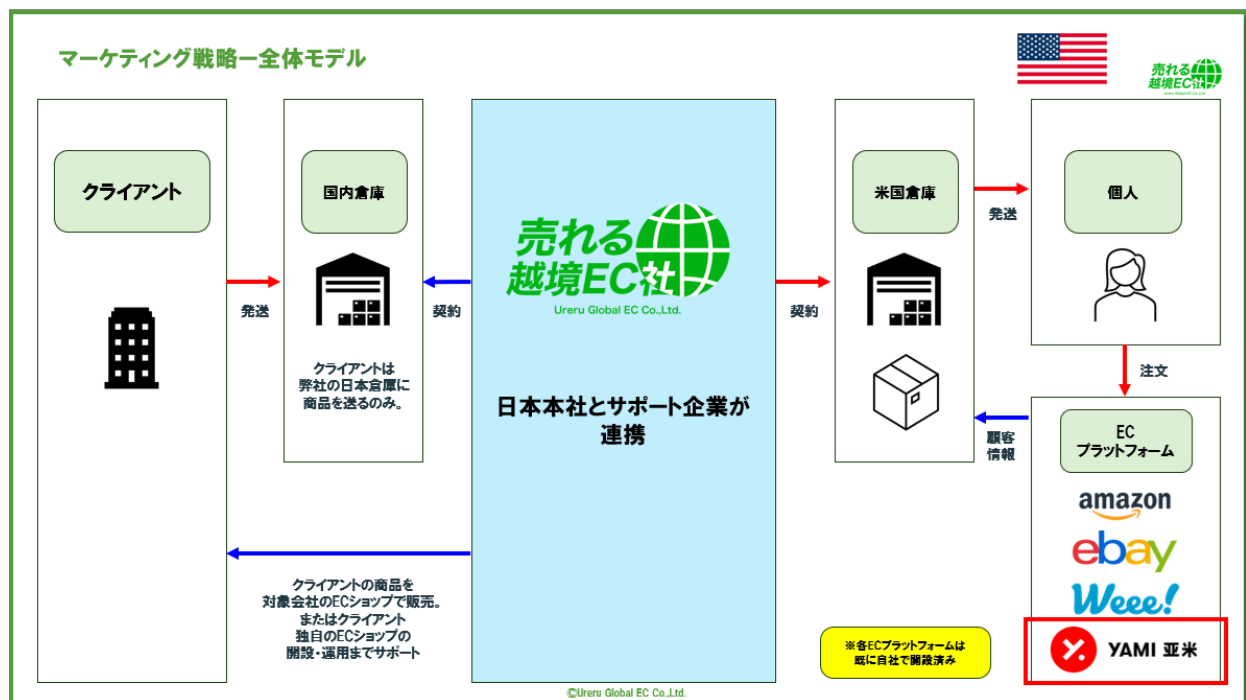 マーケティング戦略ー全体モデル
売れる
越境EC社
Ureru Global EC Co.,Ltd.
クライアント
国内倉庫
米国倉庫
個人
発送
契約
契約
発送
売れる
越境EC社
Ureru Global EC Co.,Ltd.
クライアントは
弊社の日本倉庫に
商品を送るのみ。
日本本社とサポート企業が
連携
注文
顧客
情報
EC
プラットフォーム
amazon
ebay
Weee!
YAMI 亚米
クライアントの商品を
対象会社のECショップで販売。
またはクライアント
独自のECショップの
開設・運用までサポート
※各ECプラットフォームは
既に自社で開設済み
©Ureru Global EC Co.,Ltd.